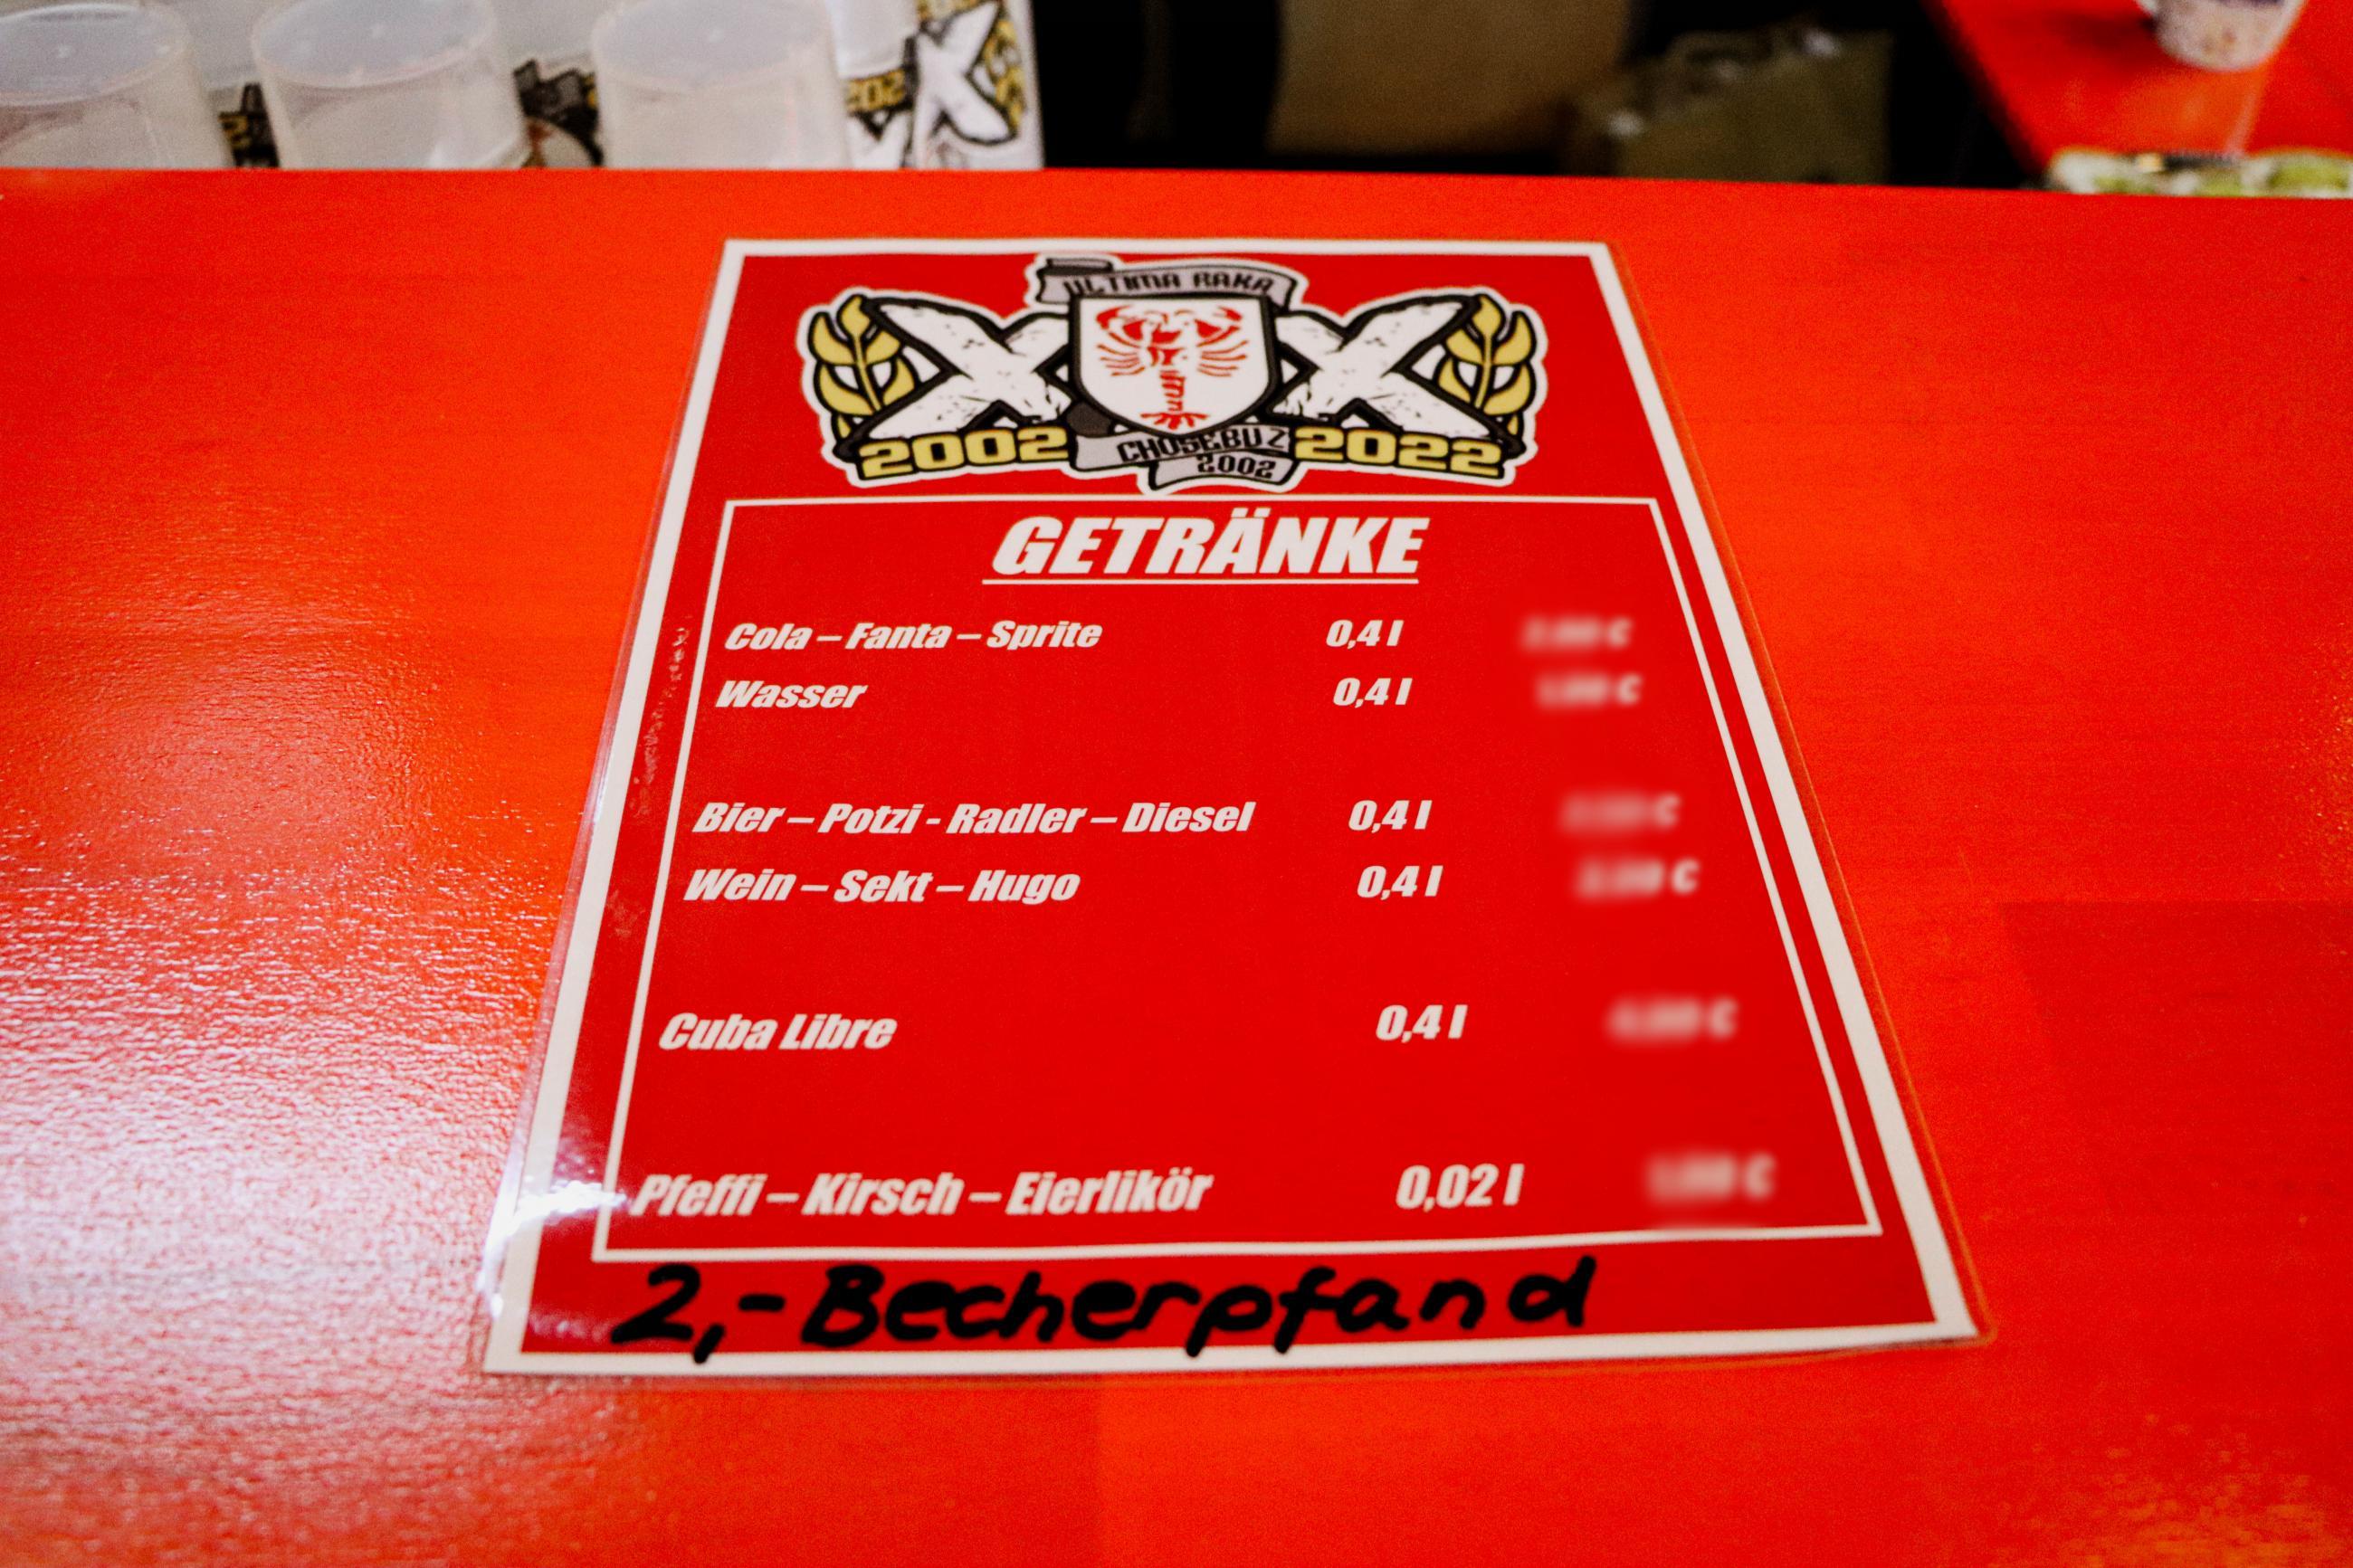 ULTIMA RAKA
XX
2002 CHOSEBUZ 2022
2002
GETRÄNKE
Cola – Fanta – Sprite 0,4 l €
Wasser 0,4 l €
Bier – Potzi - Radler – Diesel 0,4 l €
Wein – Sekt – Hugo 0,4 l €
Cuba Libre 0,4 l €
Pfeffi – Kirsch – Eierlikör 0,02 l €
2,- Becherpfand